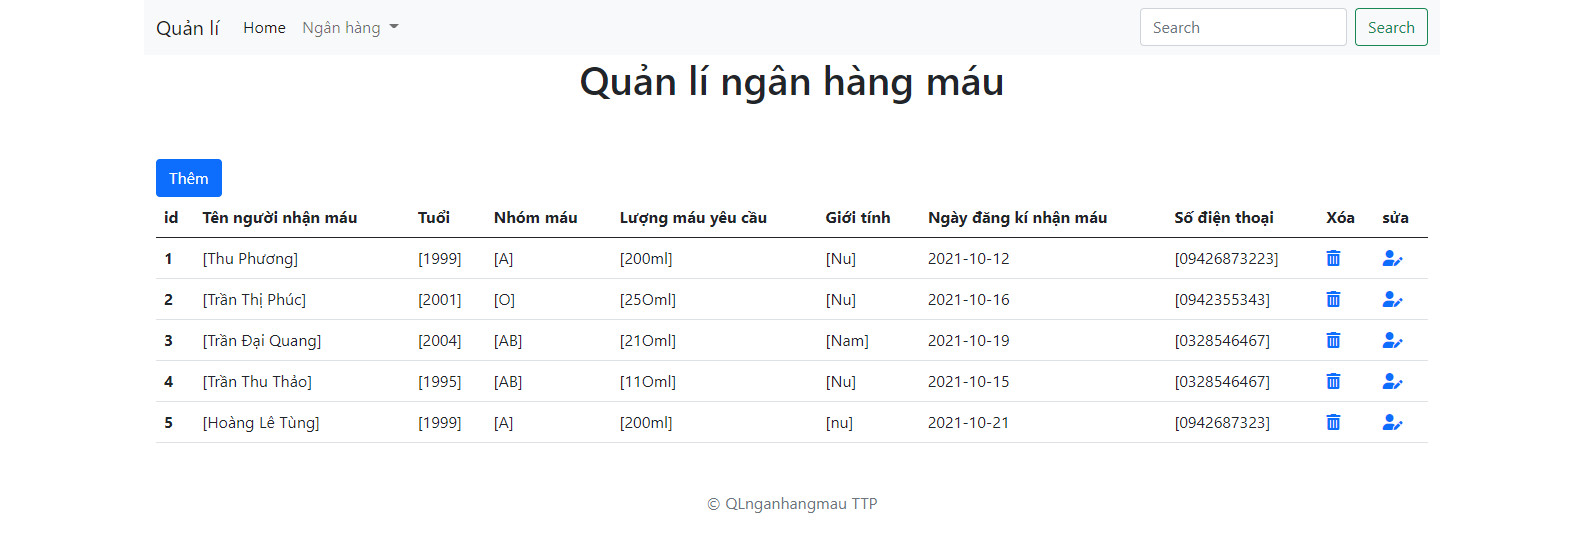 Quản lí Home Ngân hàng Search Search
Quản lí ngân hàng máu
Thêm
id Tên người nhận máu Tuổi Nhóm máu Lượng máu yêu cầu Giới tính Ngày đăng kí nhận máu Số điện thoại Xóa sửa
1 [Thu Phương] [1999] [A] [200ml] [Nu] 2021-10-12 [09426873223]
2 [Trần Thị Phúc] [2001] [O] [25Oml] [Nu] 2021-10-16 [0942355343]
3 [Trần Đại Quang] [2004] [AB] [21Oml] [Nam] 2021-10-19 [0328546467]
4 [Trần Thu Thảo] [1995] [AB] [11Oml] [Nu] 2021-10-15 [0328546467]
5 [Hoàng Lê Tùng] [1999] [A] [200ml] [nu] 2021-10-21 [0942687323]
© QLnganhangmau TTP